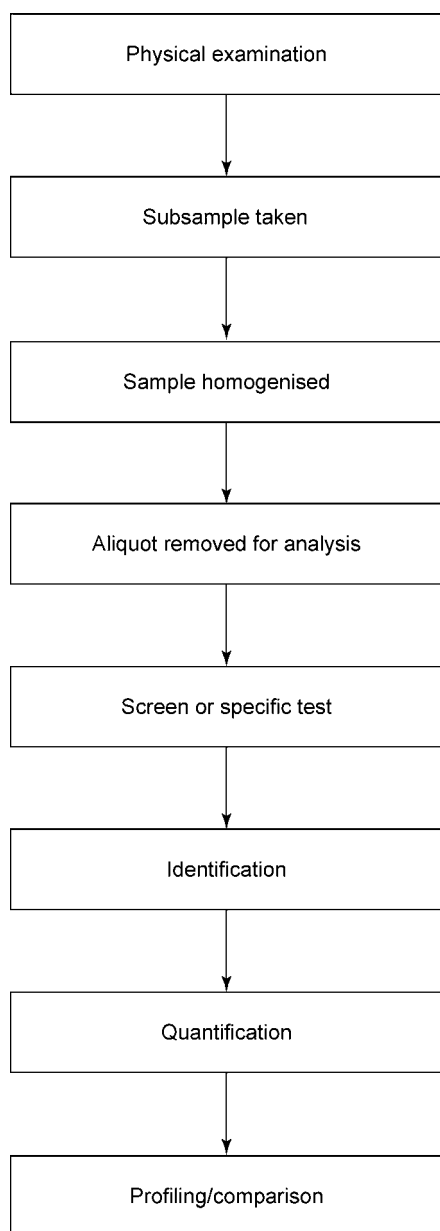 Physical examination
Subsample taken
Sample homogenised
Aliquot removed for analysis
Screen or specific test
Identification
Quantification
Profiling/comparison